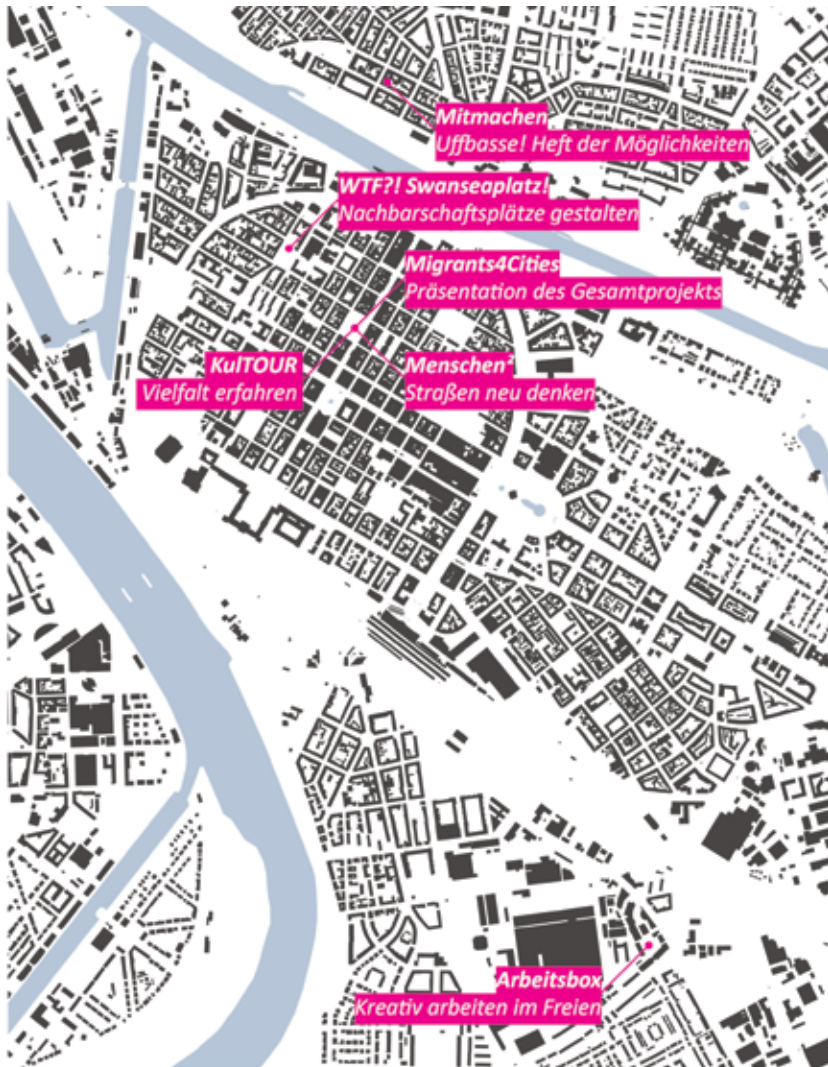 Mitmachen
Uffbasse! Heft der Möglichkeiten
WTF?! Swanseaplatz!
Nachbarschaftsplätze gestalten
Migrants4Cities
Präsentation des Gesamtprojekts
KulTOUR
Vielfalt erfahren
Menschen²
Straßen neu denken
Arbeitsbox
Kreativ arbeiten im Freien